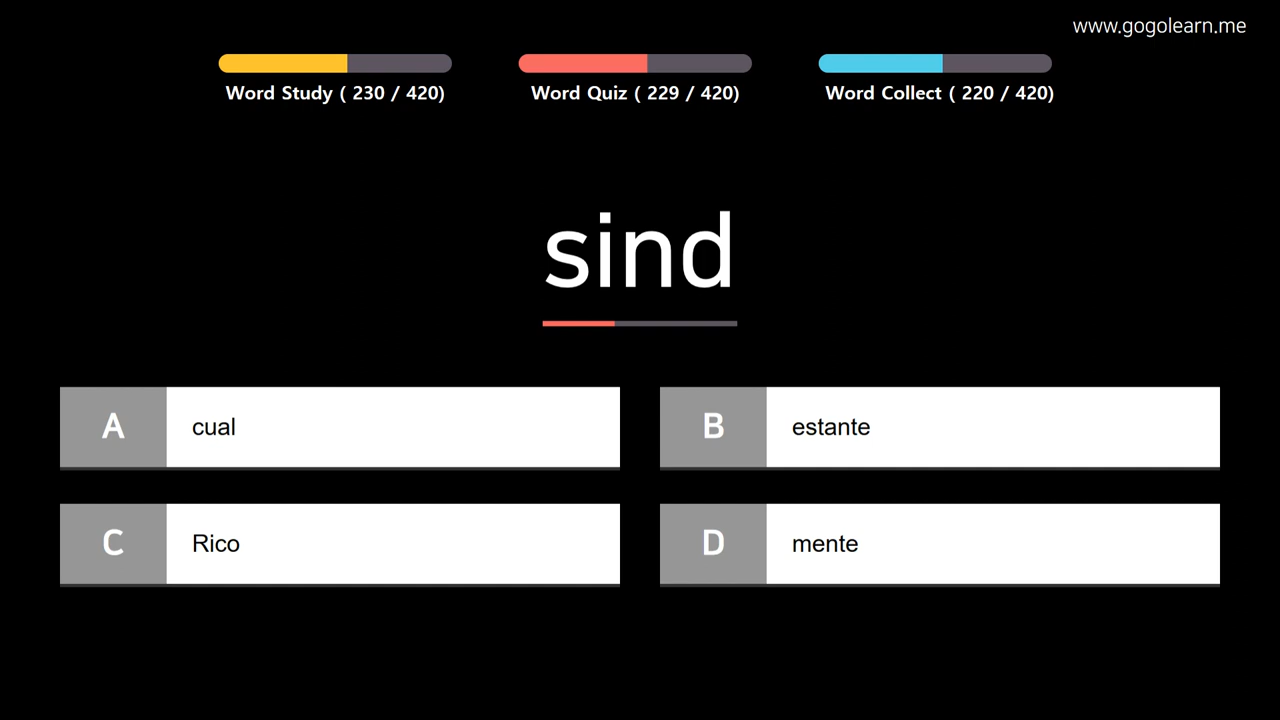 www.gogolearn.me
Word Study ( 230 / 420)
Word Quiz ( 229 / 420)
Word Collect ( 220 / 420)
sind
A cual
B estante
C Rico
D mente